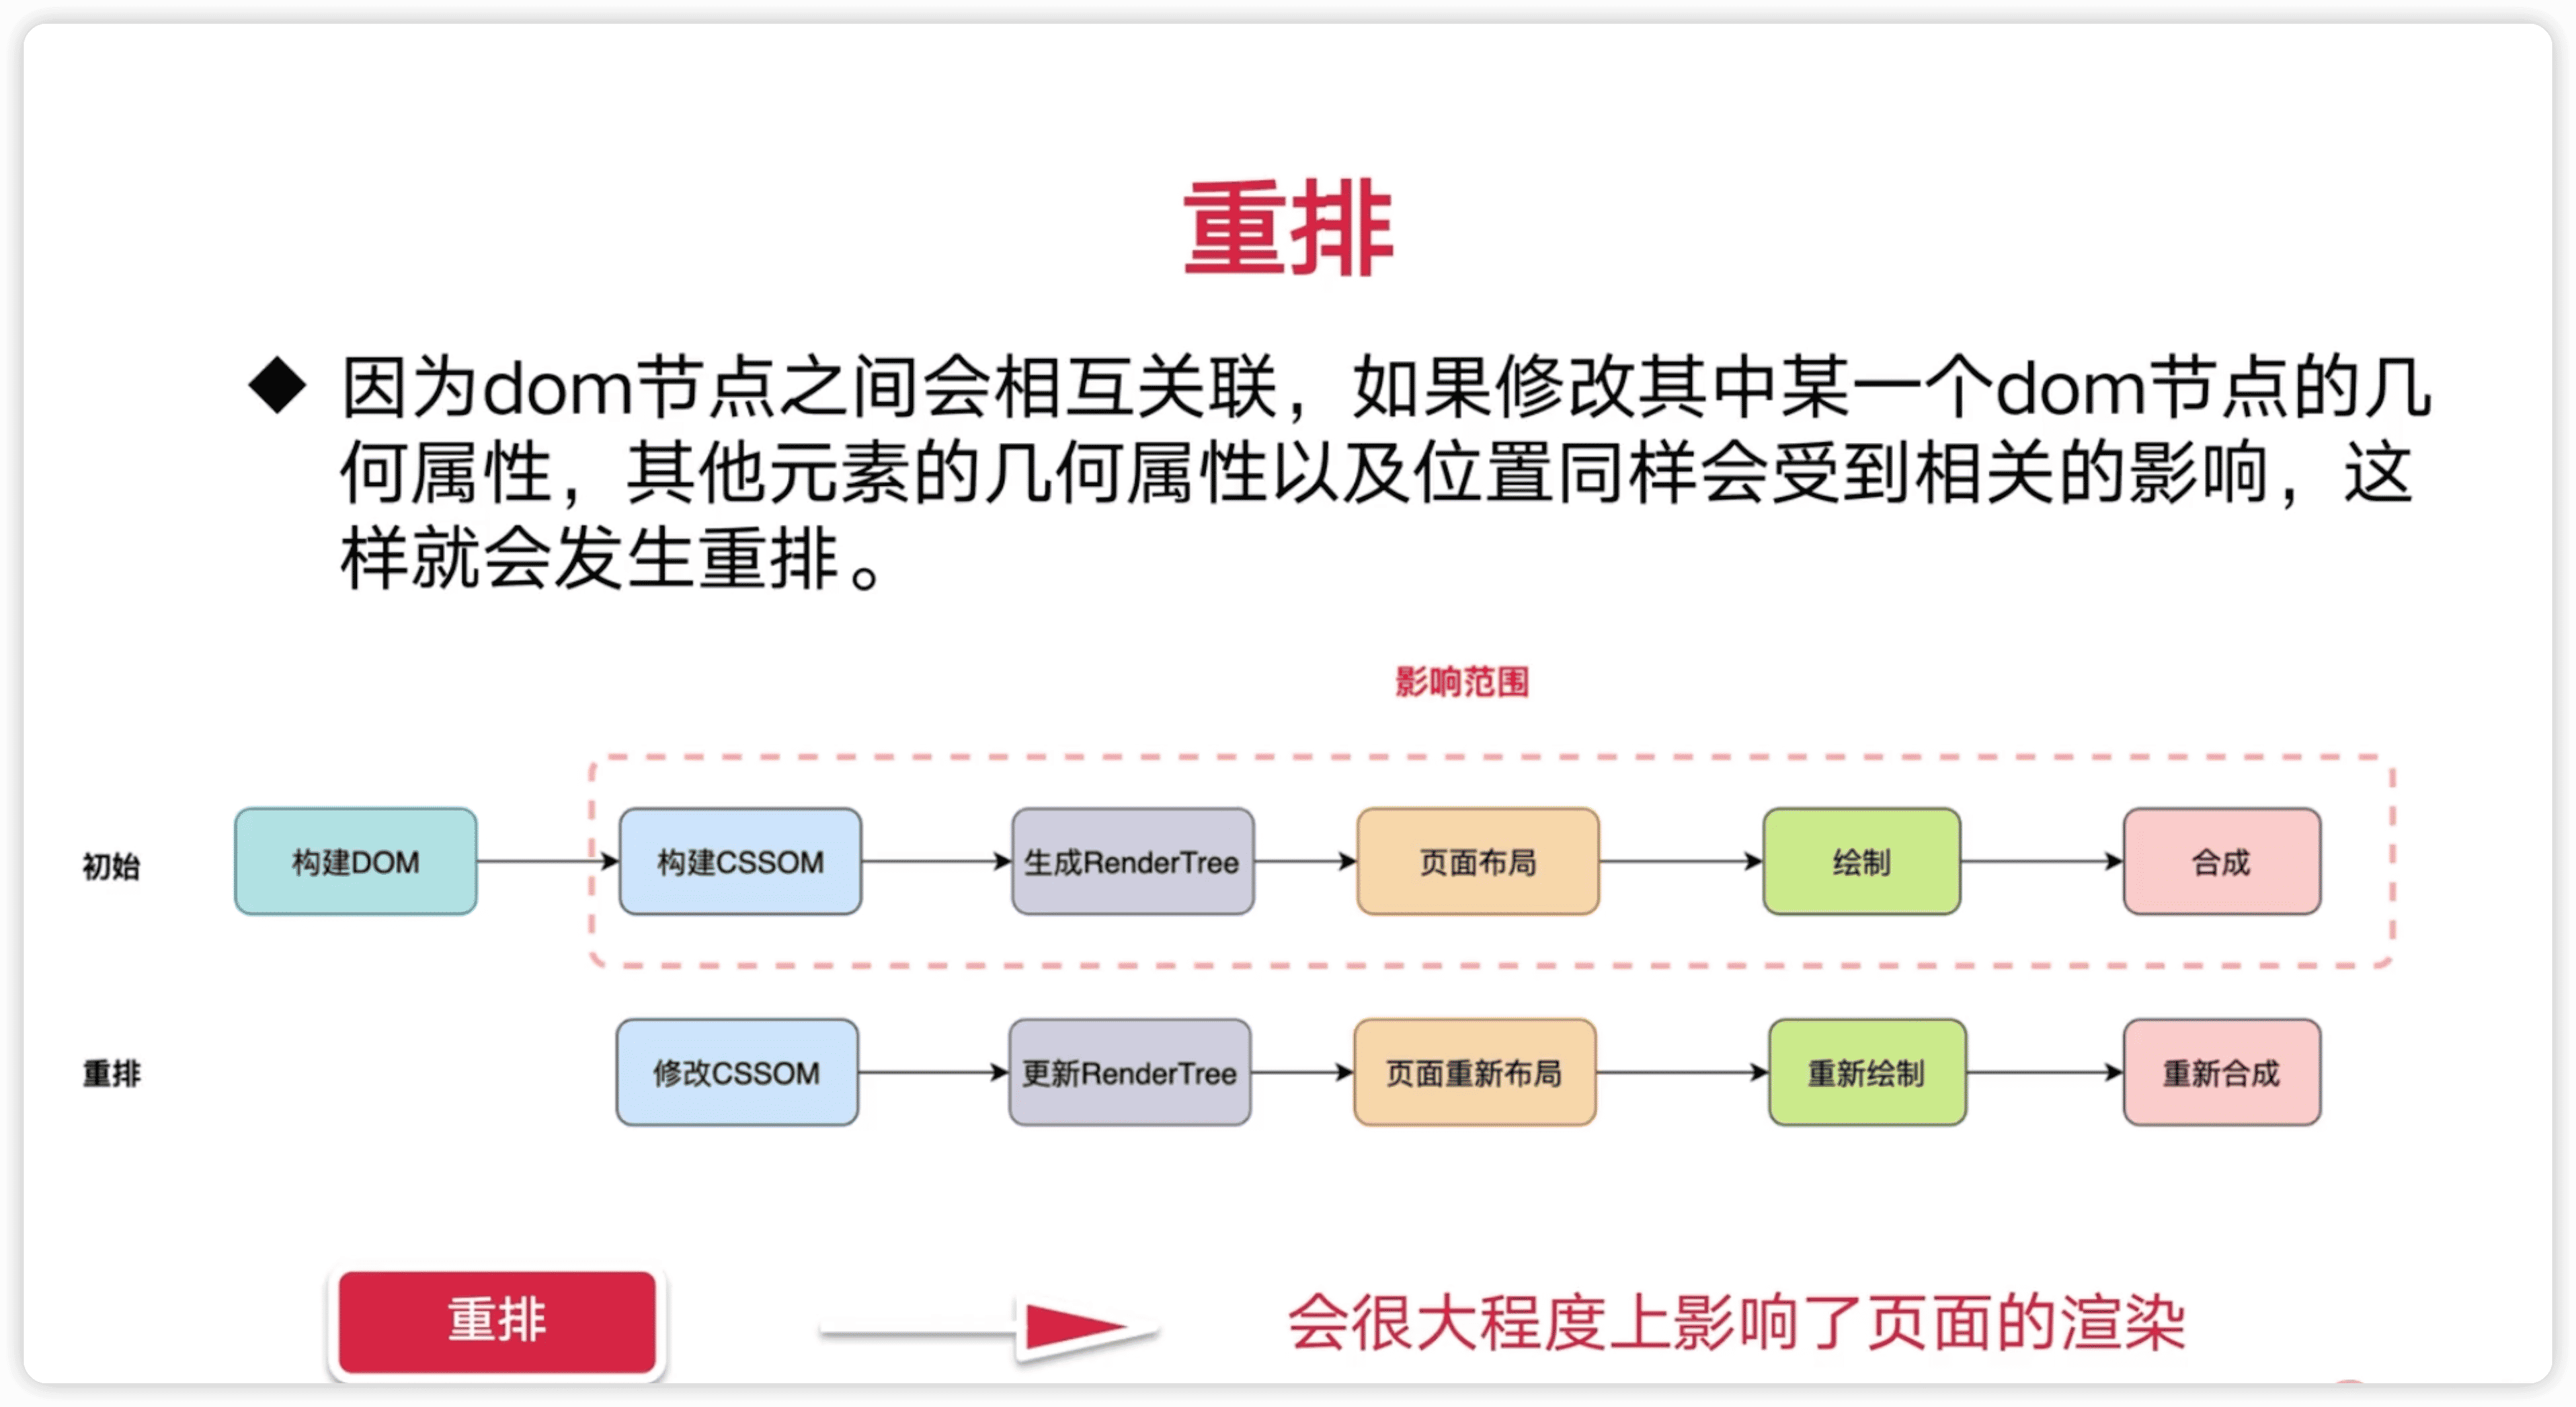 重排
◆ 因为dom节点之间会相互关联，如果修改其中某一个dom节点的几
何属性，其他元素的几何属性以及位置同样会受到相关的影响，这
样就会发生重排。
影响范围
初始 构建DOM 构建CSSOM 生成RenderTree 页面布局 绘制 合成
重排 修改CSSOM 更新RenderTree 页面重新布局 重新绘制 重新合成
重排 会很大程度上影响了页面的渲染